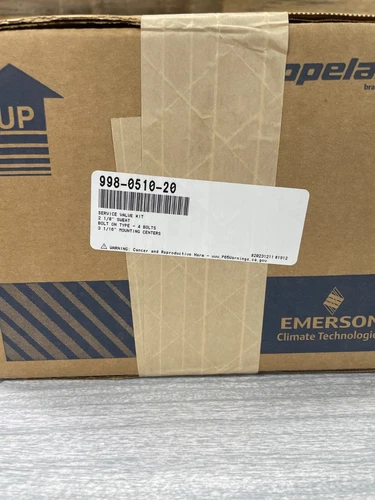 opela
bra
UP
998-0510-20
SERVICE VALVE KIT
2 1/8" SWEAT
BOLT ON TYPE - 4 BOLTS
3 1/16" MOUNTING CENTERS
⚠ WARNING: Cancer and Reproductive Harm - www.P65Warnings.ca.gov
EMERSON
Climate Technologie